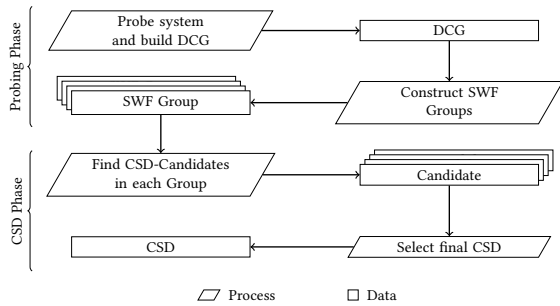 Probing Phase
Probe system
and build DCG
DCG
SWF Group
Construct SWF
Groups
CSD Phase
Find CSD-Candidates
in each Group
Candidate
CSD
Select final CSD
Process
Data